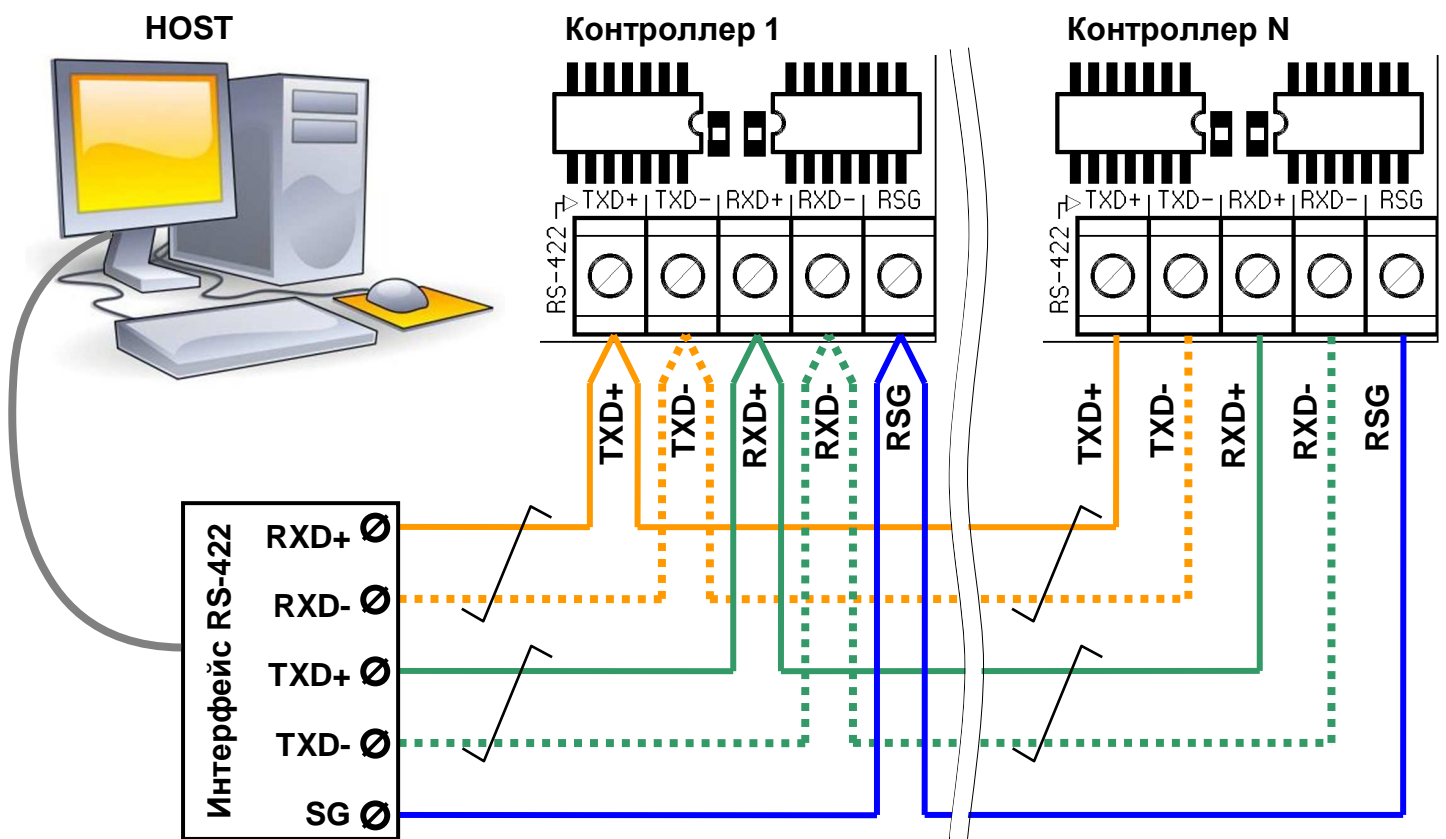 HOST
Контроллер 1
Контроллер N
TXD+ TXD- RXD+ RXD- RSG
RS-422
TXD+ TXD- RXD+ RXD- RSG
RS-422
TXD+
TXD-
RXD+
RXD-
RSG
TXD+
TXD-
RXD+
RXD-
RSG
Интерфейс RS-422
RXD+
RXD-
TXD+
TXD-
SG